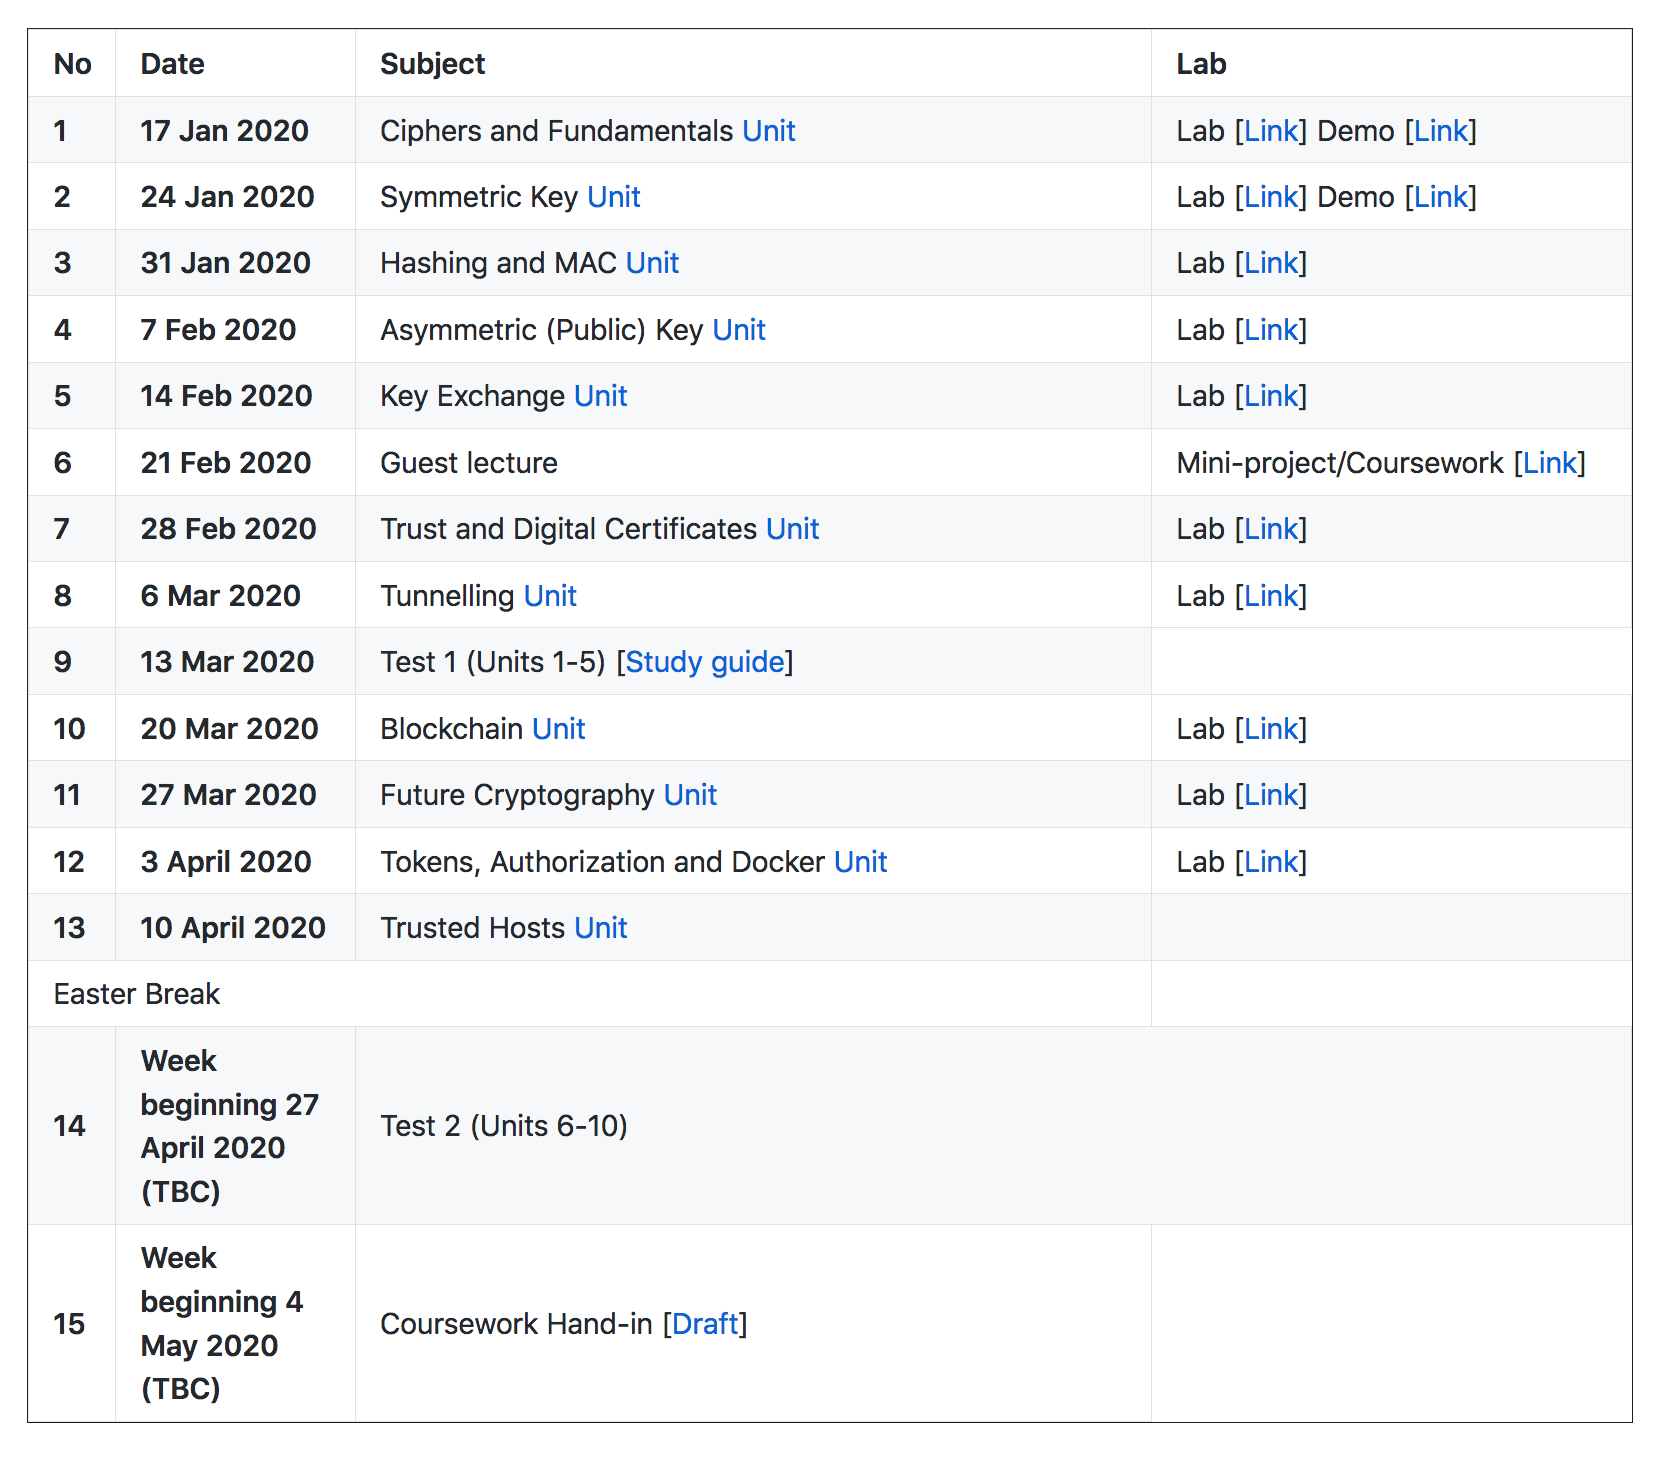 No Date Subject Lab
1 17 Jan 2020 Ciphers and Fundamentals Unit Lab [Link] Demo [Link]
2 24 Jan 2020 Symmetric Key Unit Lab [Link] Demo [Link]
3 31 Jan 2020 Hashing and MAC Unit Lab [Link]
4 7 Feb 2020 Asymmetric (Public) Key Unit Lab [Link]
5 14 Feb 2020 Key Exchange Unit Lab [Link]
6 21 Feb 2020 Guest lecture Mini-project/Coursework [Link]
7 28 Feb 2020 Trust and Digital Certificates Unit Lab [Link]
8 6 Mar 2020 Tunnelling Unit Lab [Link]
9 13 Mar 2020 Test 1 (Units 1-5) [Study guide]
10 20 Mar 2020 Blockchain Unit Lab [Link]
11 27 Mar 2020 Future Cryptography Unit Lab [Link]
12 3 April 2020 Tokens, Authorization and Docker Unit Lab [Link]
13 10 April 2020 Trusted Hosts Unit
Easter Break
14
Week
beginning 27
April 2020
(TBC)
Test 2 (Units 6-10)
15
Week
beginning 4
May 2020
(TBC)
Coursework Hand-in [Draft]